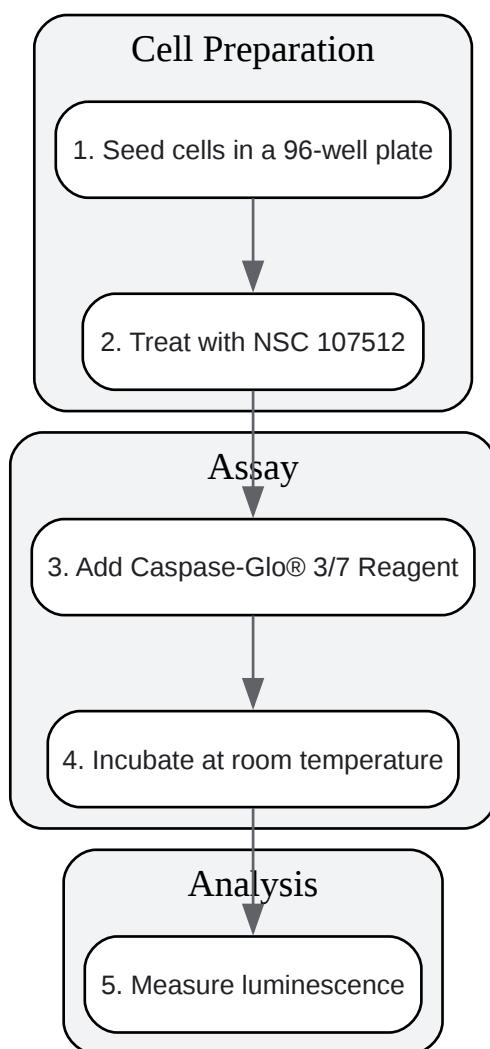 Cell Preparation
1. Seed cells in a 96-well plate
2. Treat with NSC 107512
Assay
3. Add Caspase-Glo® 3/7 Reagent
4. Incubate at room temperature
Analysis
5. Measure luminescence